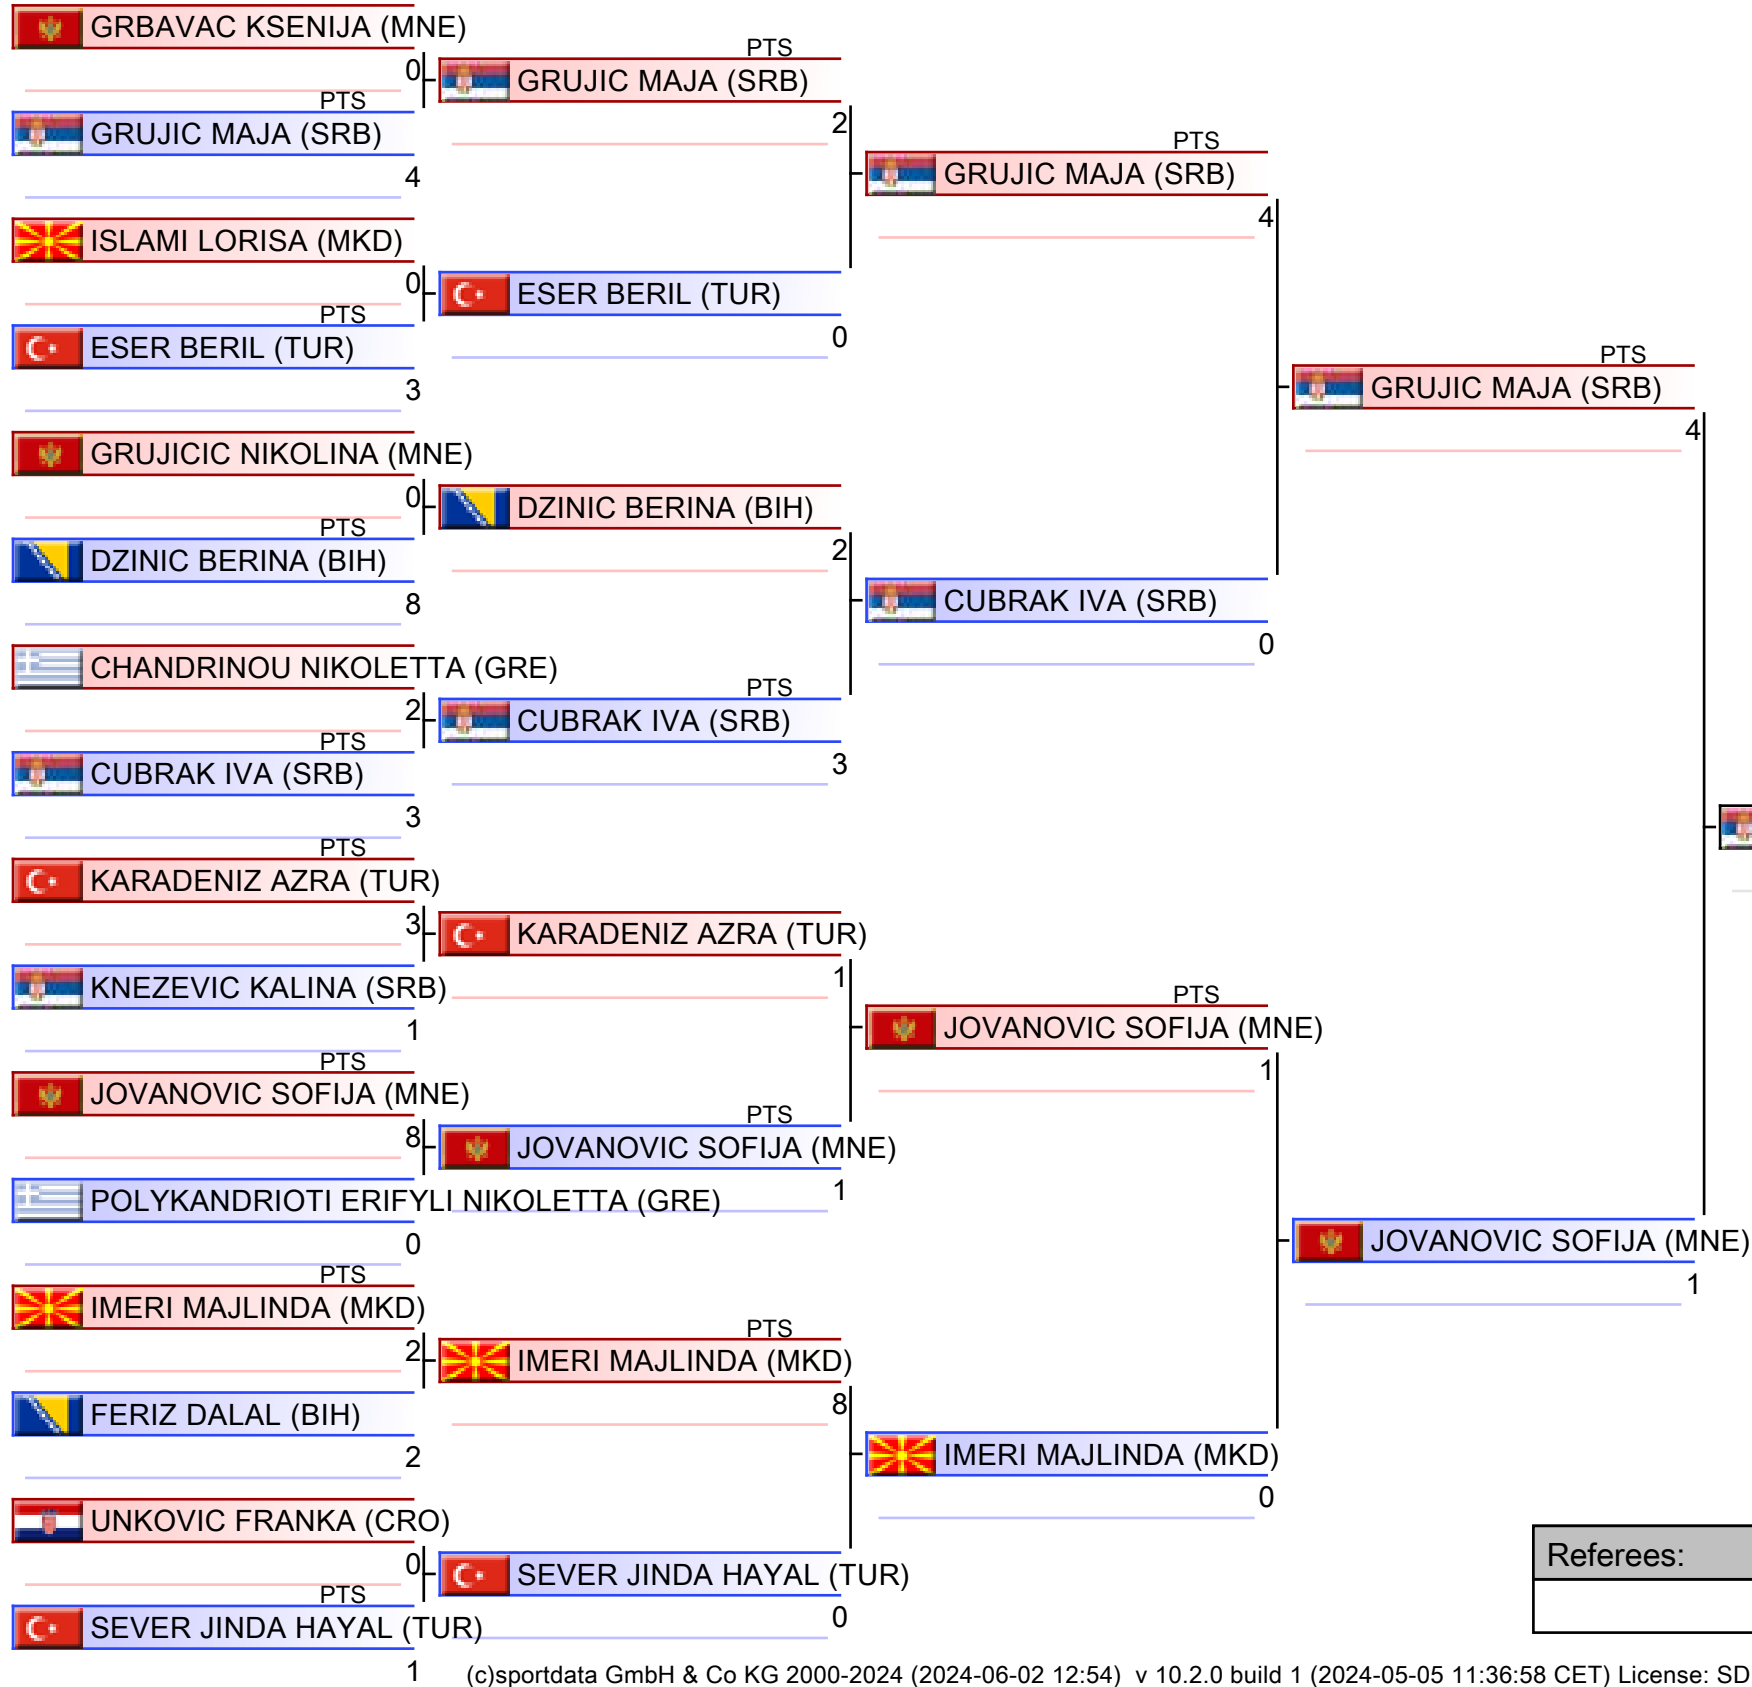 GRBAVAC KSENIJA (MNE)
0
PTS
GRUJIC MAJA (SRB)
4
ISLAMI LORISA (MKD)
0
PTS
ESER BERIL (TUR)
3
GRUJICIC NIKOLINA (MNE)
0
PTS
DZINIC BERINA (BIH)
8
CHANDRINOU NIKOLETTA (GRE)
2
PTS
CUBRAK IVA (SRB)
3
PTS
KARADENIZ AZRA (TUR)
3
KNEZEVIC KALINA (SRB)
1
PTS
JOVANOVIC SOFIJA (MNE)
8
POLYKANDRIOTI ERIFYLI NIKOLETTA (GRE)
0
PTS
IMERI MAJLINDA (MKD)
2
FERIZ DALAL (BIH)
2
UNKOVIC FRANKA (CRO)
0
PTS
SEVER JINDA HAYAL (TUR)
1
PTS
GRUJIC MAJA (SRB)
2
ESER BERIL (TUR)
0
DZINIC BERINA (BIH)
2
PTS
CUBRAK IVA (SRB)
3
KARADENIZ AZRA (TUR)
1
PTS
JOVANOVIC SOFIJA (MNE)
1
PTS
IMERI MAJLINDA (MKD)
8
SEVER JINDA HAYAL (TUR)
0
PTS
GRUJIC MAJA (SRB)
4
CUBRAK IVA (SRB)
0
PTS
JOVANOVIC SOFIJA (MNE)
1
IMERI MAJLINDA (MKD)
0
PTS
GRUJIC MAJA (SRB)
4
JOVANOVIC SOFIJA (MNE)
1
Referees:
(c)sportdata GmbH & Co KG 2000-2024 (2024-06-02 12:54) v 10.2.0 build 1 (2024-05-05 11:36:58 CET) License: SD